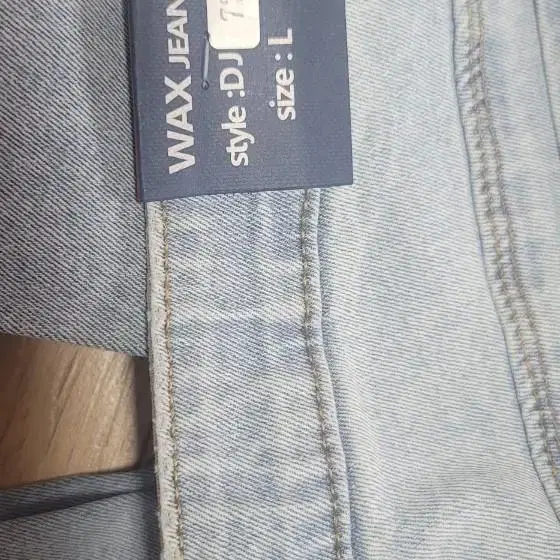 WAX JEAN
style :DJ
size : L